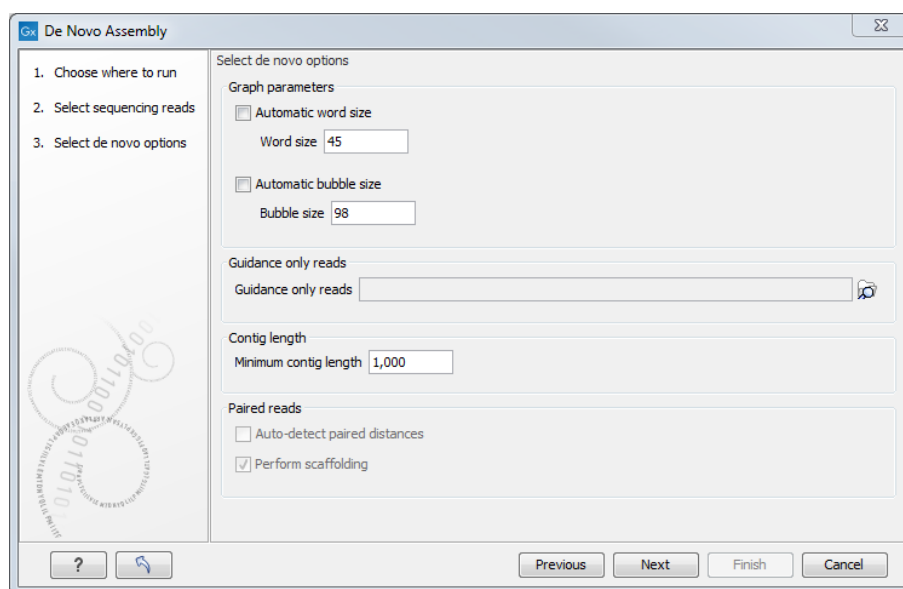 Gx De Novo Assembly
1. Choose where to run
2. Select sequencing reads
3. Select de novo options
Select de novo options
Graph parameters
Automatic word size
Word size 45
Automatic bubble size
Bubble size 98
Guidance only reads
Guidance only reads
Contig length
Minimum contig length 1,000
Paired reads
Auto-detect paired distances
Perform scaffolding
? Previous Next Finish Cancel